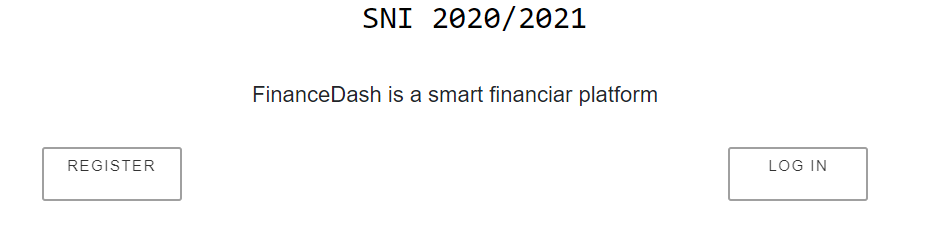 SNI 2020/2021
FinanceDash is a smart financiar platform
REGISTER
LOG IN